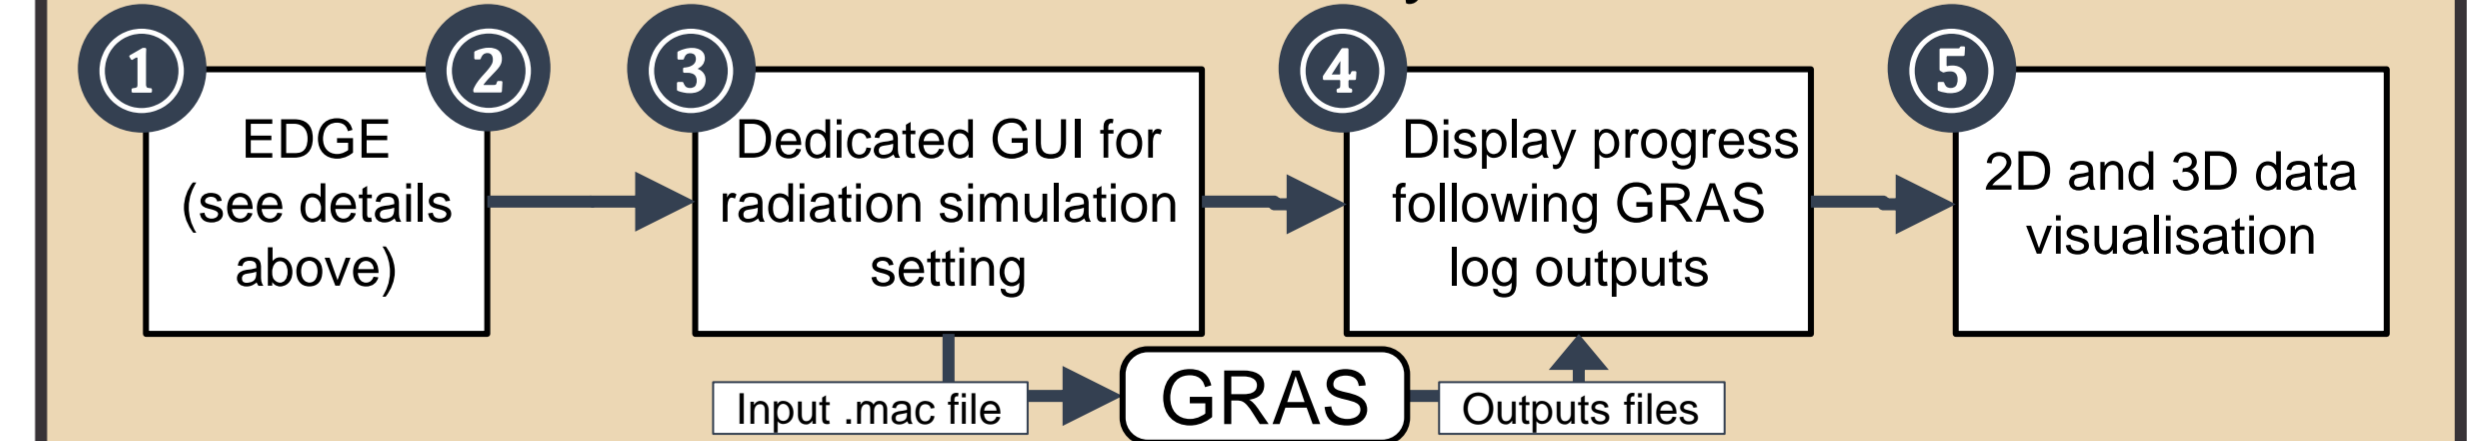 ①
②
③
④
⑤
EDGE
(see details
above)
Dedicated GUI for
radiation simulation
setting
Display progress
following GRAS
log outputs
2D and 3D data
visualisation
Input .mac file
GRAS
Outputs files